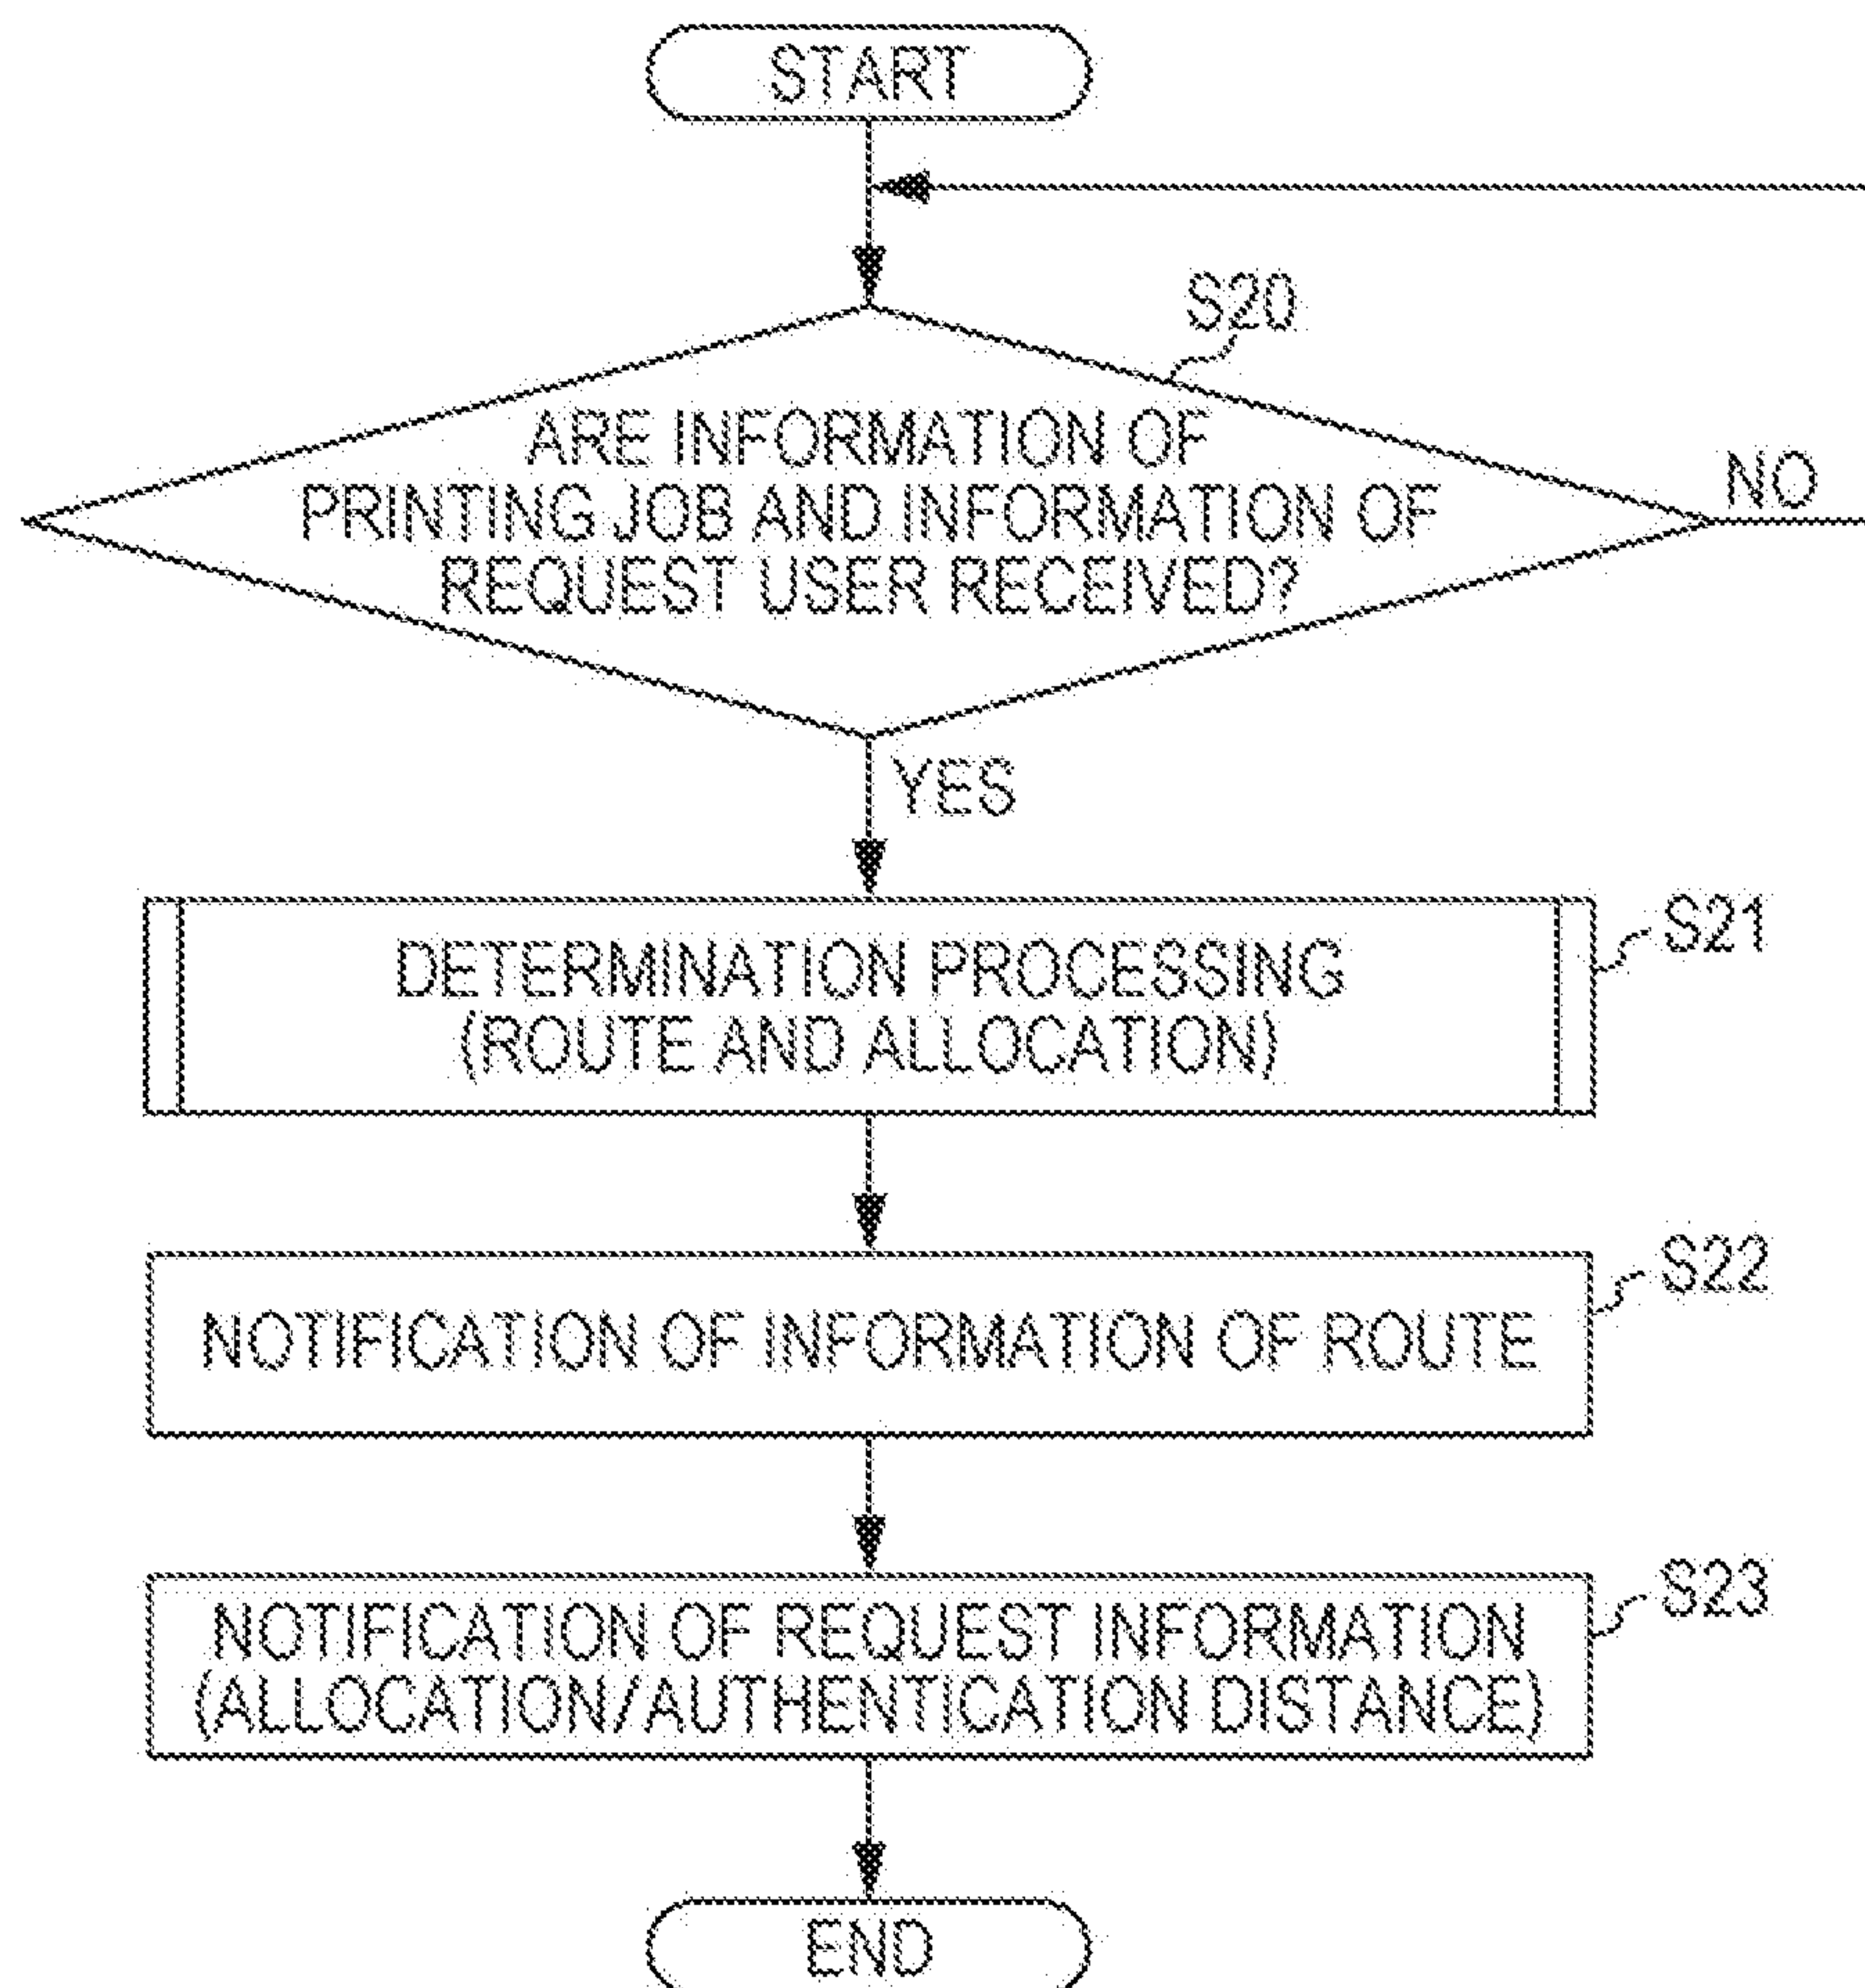 START
S20
ARE INFORMATION OF
PRINTING JOB AND INFORMATION OF
REQUEST USER RECEIVED?
NO
YES
S21
DETERMINATION PROCESSING
(ROUTE AND ALLOCATION)
S22
NOTIFICATION OF INFORMATION OF ROUTE
S23
NOTIFICATION OF REQUEST INFORMATION
(ALLOCATION/AUTHENTICATION DISTANCE)
END